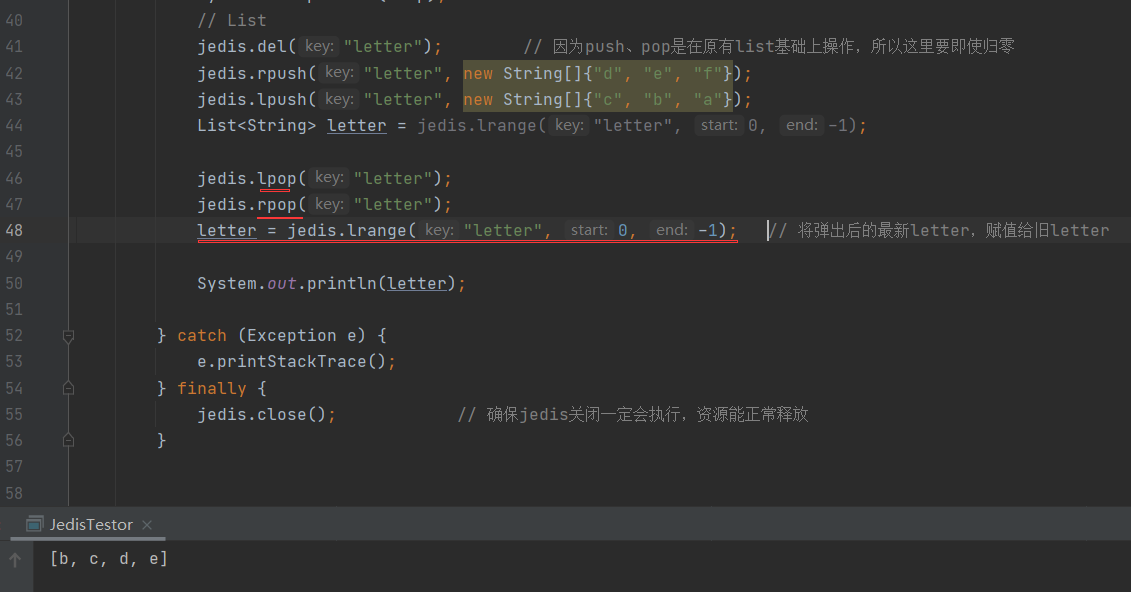 40
// List
41 jedis.del( key: "letter"); // 因为push、pop是在原有list基础上操作，所以这里要即使归零
42 jedis.rpush( key: "letter", new String[]{"d", "e", "f"});
43 jedis.lpush( key: "letter", new String[]{"c", "b", "a"});
44 List<String> letter = jedis.lrange( key: "letter", start: 0, end: -1);
45
46 jedis.lpop( key: "letter");
47 jedis.rpop( key: "letter");
48 letter = jedis.lrange( key: "letter", start: 0, end: -1); // 将弹出后的最新letter，赋值给旧letter
49
50 System.out.println(letter);
51
52 } catch (Exception e) {
53 e.printStackTrace();
54 } finally {
55 jedis.close(); // 确保jedis关闭一定会执行，资源能正常释放
56 }
57
58
JedisTestor ×
[b, c, d, e]